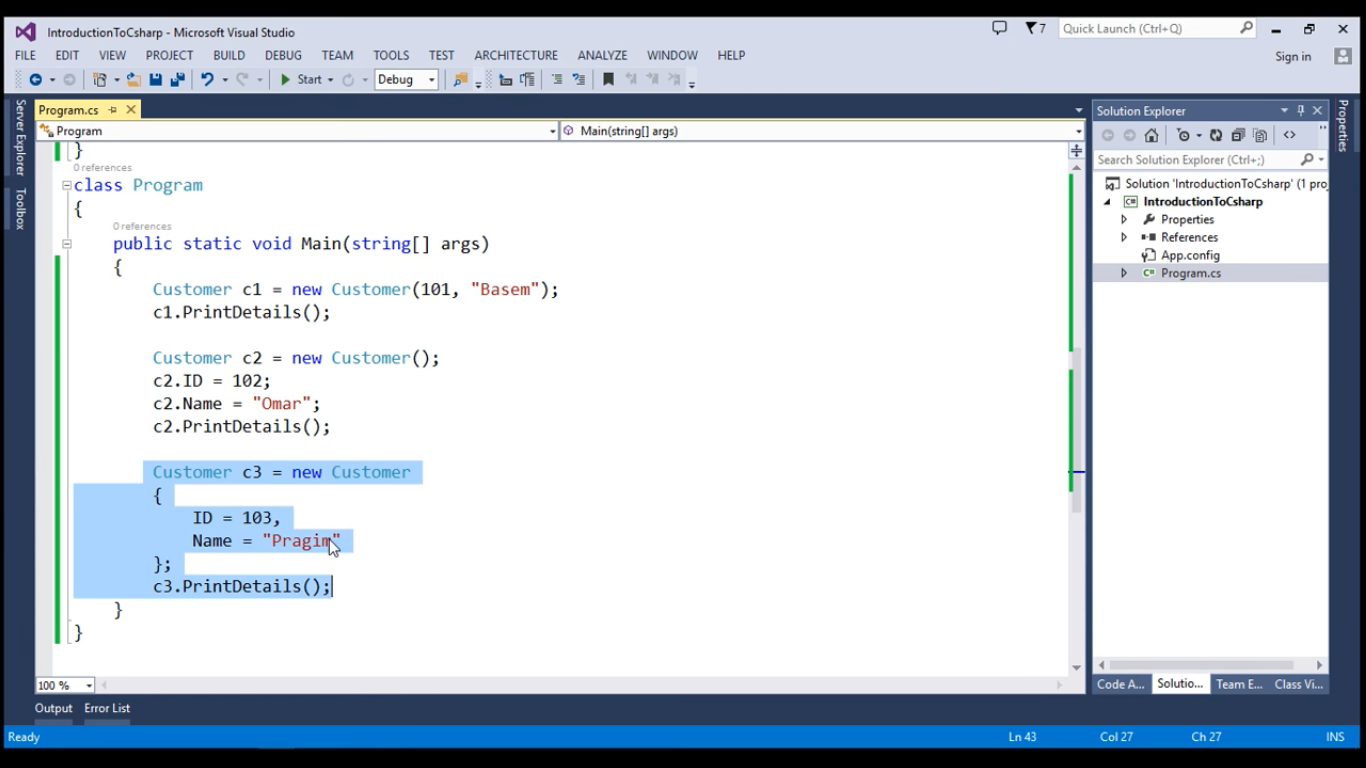 IntroductionToCsharp - Microsoft Visual Studio
7
Quick Launch (Ctrl+Q)
FILE EDIT VIEW PROJECT BUILD DEBUG TEAM TOOLS TEST ARCHITECTURE ANALYZE WINDOW HELP
Sign in
Start Debug
Server Explorer
Toolbox
Program.cs
Program
Main(string[] args)
}
0 references
class Program
{
0 references
public static void Main(string[] args)
{
Customer c1 = new Customer(101, "Basem");
c1.PrintDetails();
Customer c2 = new Customer();
c2.ID = 102;
c2.Name = "Omar";
c2.PrintDetails();
Customer c3 = new Customer
{
ID = 103,
Name = "Pragim"
};
c3.PrintDetails();
}
}
100 %
Solution Explorer
Search Solution Explorer (Ctrl+;)
Solution 'IntroductionToCsharp' (1 proj
IntroductionToCsharp
Properties
References
App.config
Program.cs
Code A... Solutio... Team E... Class Vi...
Properties
Output Error List
Ready
Ln 43 Col 27 Ch 27 INS